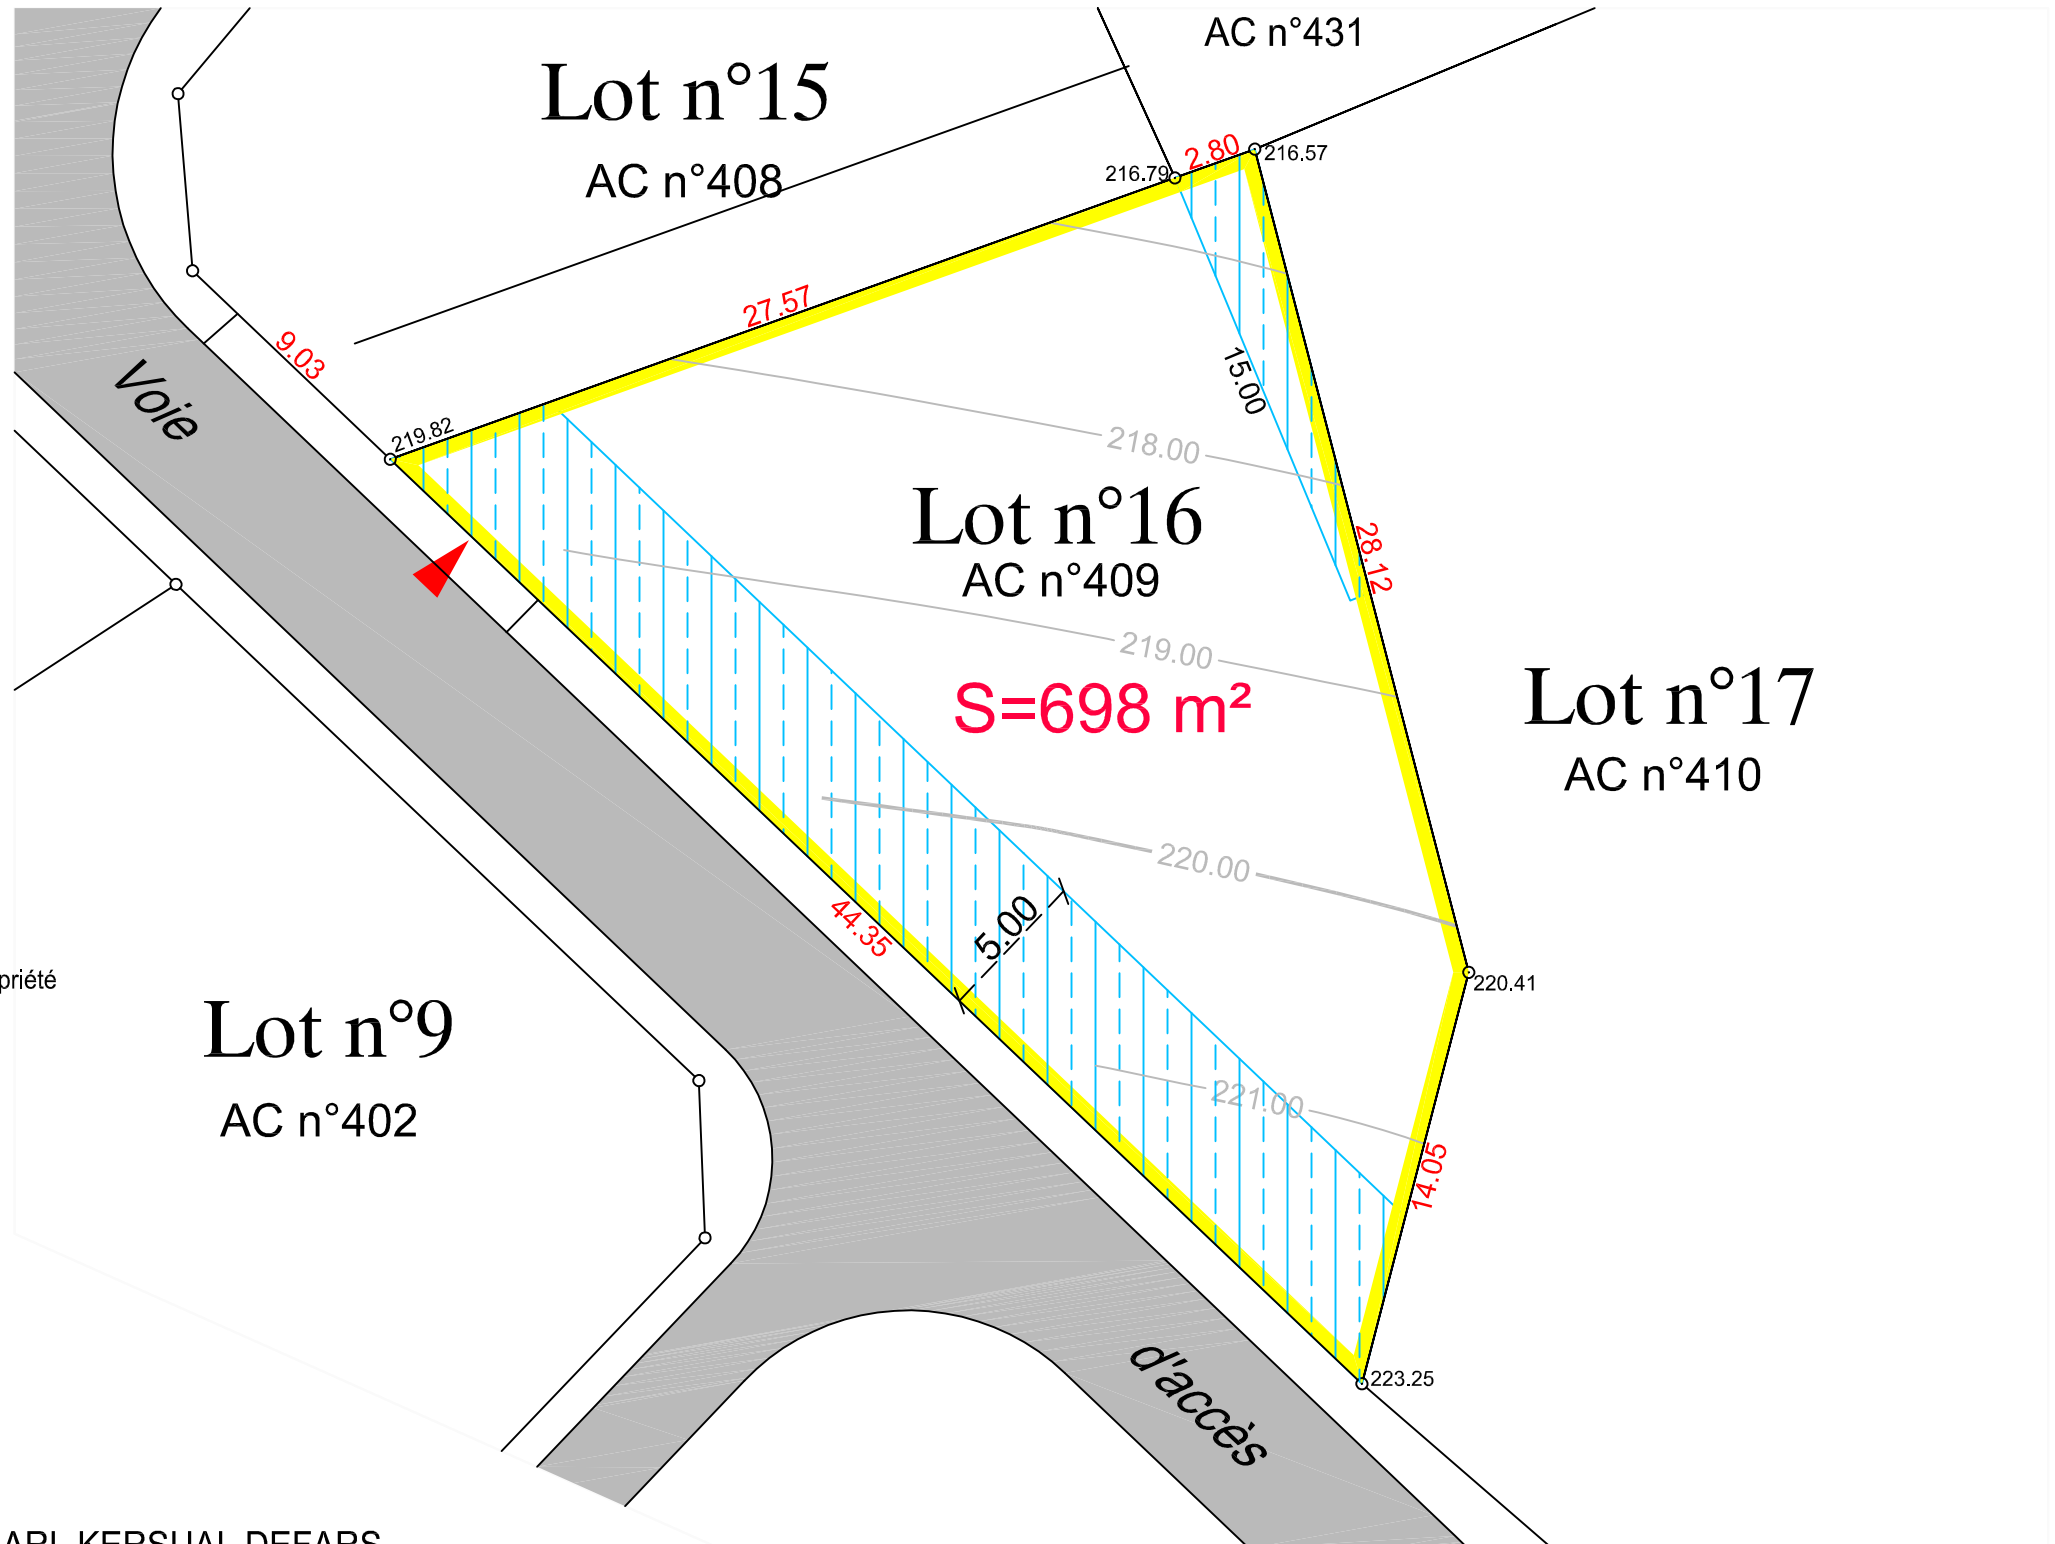 AC n°431
Lot n°15
AC n°408
2.80
216.57
216.79
27.57
9.03
Voie
219.82
15.00
218.00
Lot n°16
AC n°409
28.12
219.00
S=698 m²
Lot n°17
AC n°410
220.00
44.35
5.00
220.41
priété
Lot n°9
AC n°402
221.00
14.05
d'accès
223.25
ARL KERSUAL DEFARS